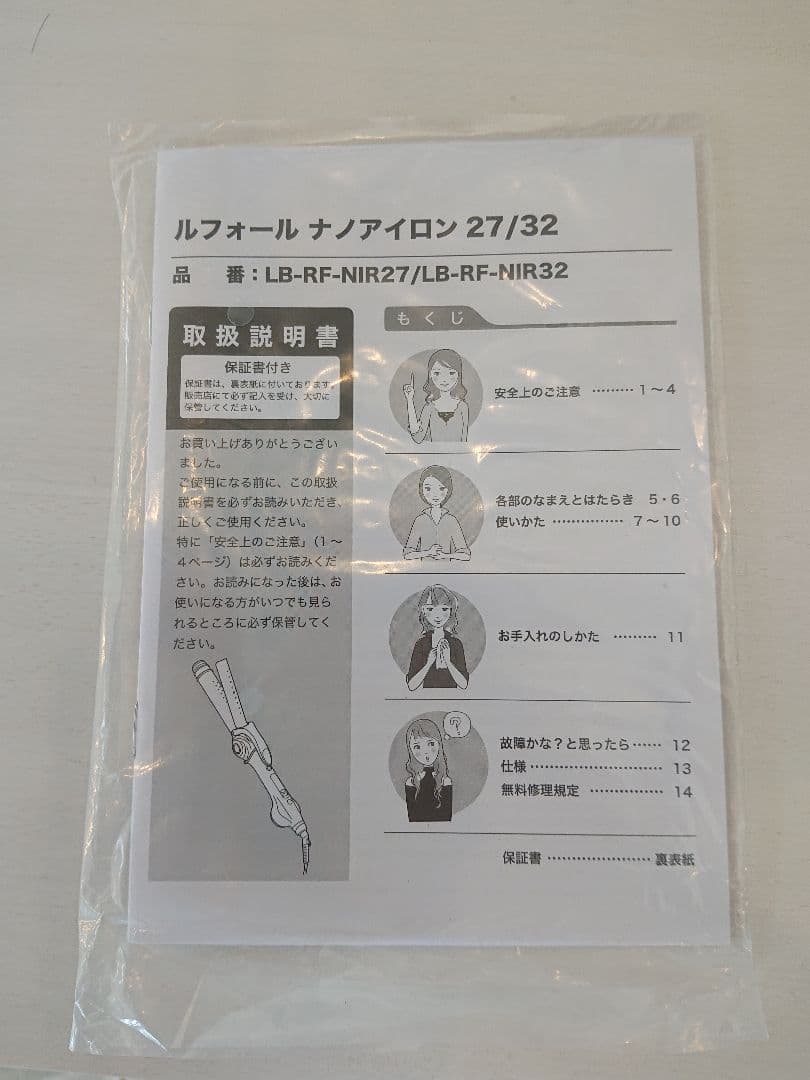 ルフォール ナノアイロン 27/32
品　番：LB-RF-NIR27/LB-RF-NIR32
取扱説明書
保証書付き
保証書は、裏表紙に付いております。
販売店にて必ず記入を受け、大切に
保管してください。
お買い上げありがとうござい
ました。
ご使用になる前に、この取扱
説明書を必ずお読みいただき、
正しくご使用ください。
特に「安全上のご注意」（1～
4ページ）は必ずお読みくだ
さい。お読みになった後は、お
使いになる方がいつでも見ら
れるところに必ず保管してく
ださい。
もくじ
安全上のご注意 ……… 1～4
各部のなまえとはたらき 5・6
使いかた …………… 7～10
お手入れのしかた ……… 11
?
故障かな？と思ったら…… 12
仕様 ……………………… 13
無料修理規定 …………… 14
保証書 ………………… 裏表紙